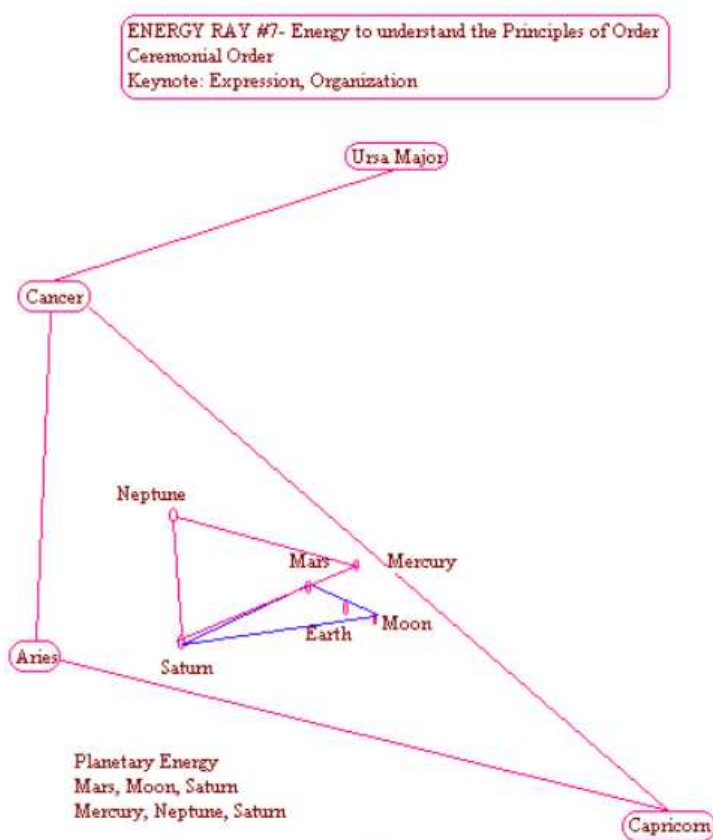 ENERGY RAY #7- Energy to understand the Principles of Order
Ceremonial Order
Keynote: Expression, Organization
Ursa Major
Cancer
Neptune
Mars
Mercury
Earth
Moon
Aries
Saturn
Planetary Energy
Mars, Moon, Saturn
Mercury, Neptune, Saturn
Capricorn